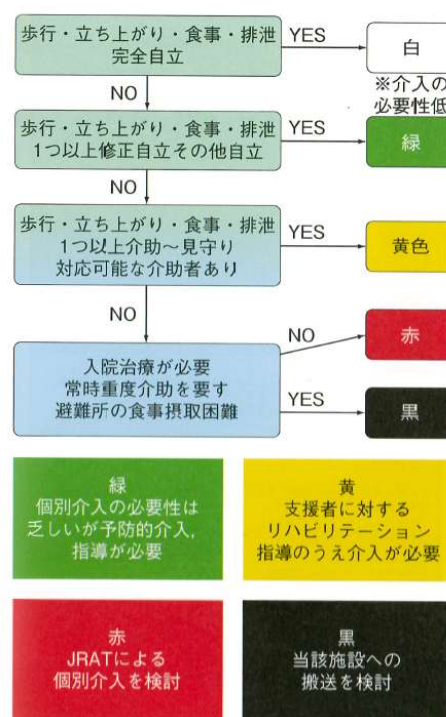 歩行・立ち上がり・食事・排泄
完全自立
YES
白
※介入の
必要性低
NO
歩行・立ち上がり・食事・排泄
1つ以上修正自立その他自立
YES
緑
NO
歩行・立ち上がり・食事・排泄
1つ以上介助〜見守り
対応可能な介助者あり
YES
黄色
NO
入院治療が必要
常時重度介助を要す
避難所の食事摂取困難
NO
赤
YES
黒
緑
個別介入の必要性は
乏しいが予防的介入,
指導が必要
黄
支援者に対する
リハビリテーション
指導のうえ介入が必要
赤
JRATによる
個別介入を検討
黒
当該施設への
搬送を検討